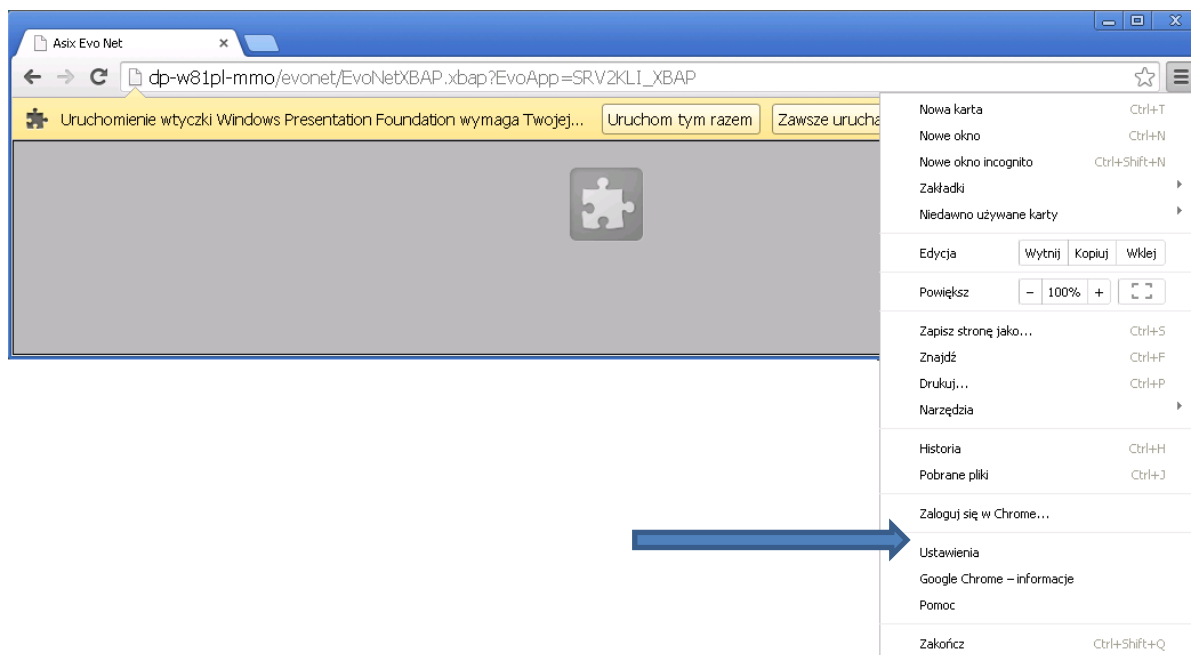 Asix Evo Net
dp-w81pl-mmo/evonet/EvoNetXBAP.xbap?EvoApp=SRV2KLI_XBAP
Uruchomienie wtyczki Windows Presentation Foundation wymaga Twojej... Uruchom tym razem Zawsze urucha
Nowa karta Ctrl+T
Nowe okno Ctrl+N
Nowe okno incognito Ctrl+Shift+N
Zakładki
Niedawno używane karty
Edycja Wytnij Kopiuj Wklej
Powiększ - 100% +
Zapisz stronę jako... Ctrl+S
Znajdź Ctrl+F
Drukuj... Ctrl+P
Narzędzia
Historia Ctrl+H
Pobrane pliki Ctrl+J
Zaloguj się w Chrome...
Ustawienia
Google Chrome – informacje
Pomoc
Zakończ Ctrl+Shift+Q